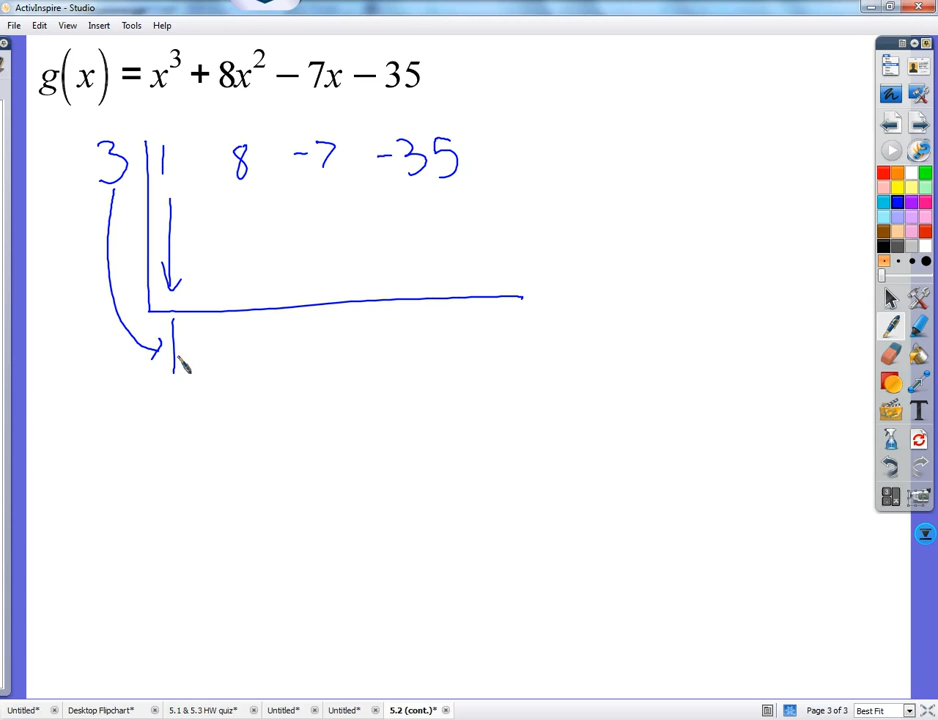 ActivInspire - Studio
File Edit View Insert Tools Help
g(x) = x³ + 8x² − 7x − 35
3 1 8 -7 -35
1
Page 3 of 3 Best Fit
Untitled* Desktop Flipchart* 5.1 & 5.3 HW quiz* Untitled* Untitled* 5.2 (cont.)*